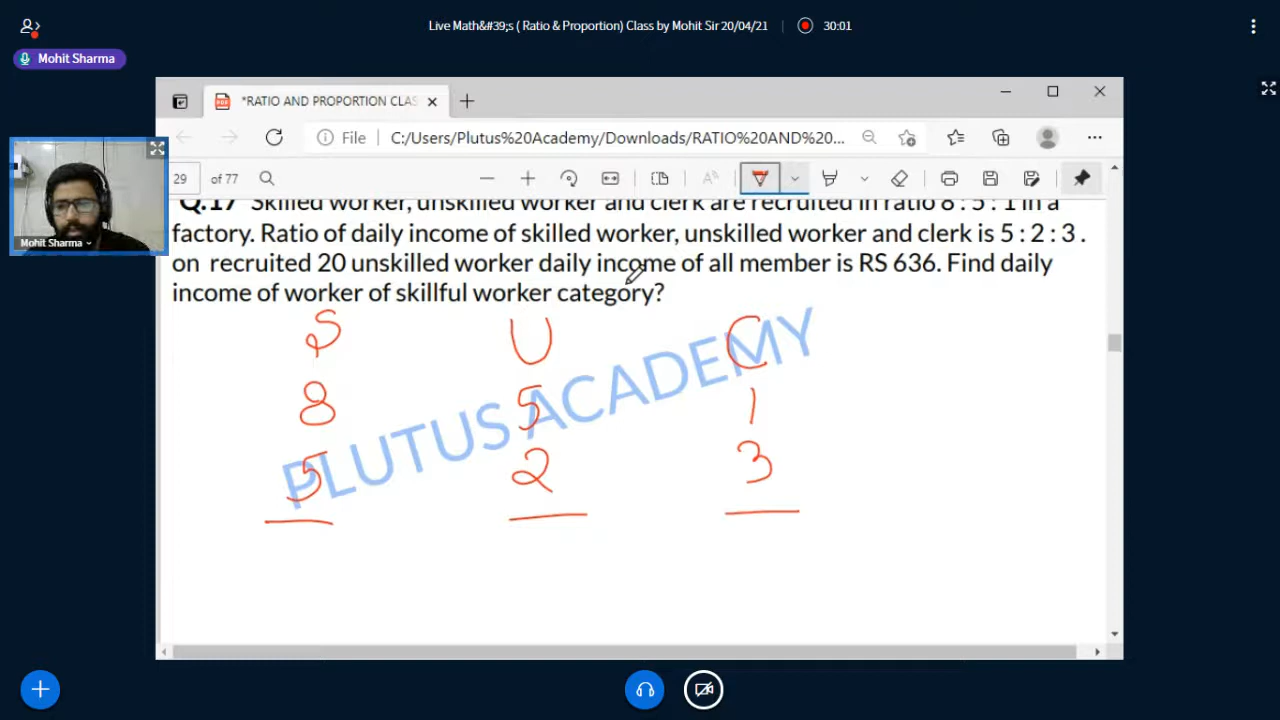 Live Math&#39;s ( Ratio & Proportion) Class by Mohit Sir 20/04/21 30:01
Mohit Sharma
*RATIO AND PROPORTION CLAS
File C:/Users/Plutus%20Academy/Downloads/RATIO%20AND%20...
29 of 77
Mohit Sharma
Q.17 Skilled worker, unskilled worker and clerk are recruited in ratio 8 : 5 : 1 in a
factory. Ratio of daily income of skilled worker, unskilled worker and clerk is 5 : 2 : 3 .
on recruited 20 unskilled worker daily income of all member is RS 636. Find daily
income of worker of skillful worker category?
S U C
8 5 1
5 2 3
PLUTUS ACADEMY